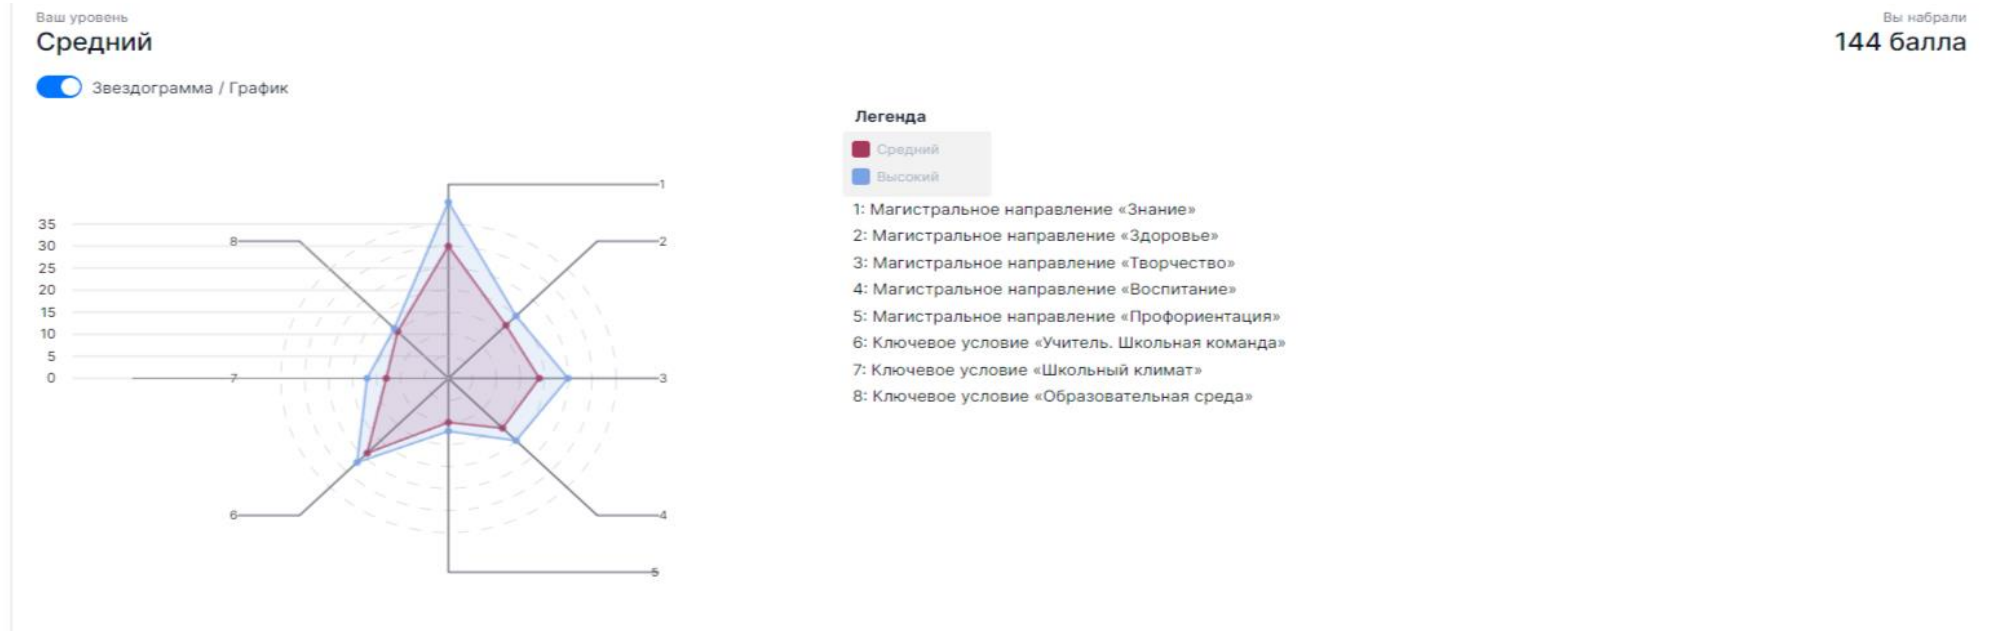 Ваш уровень
Средний
Вы набрали
144 балла
Звездограмма / График
35
30
25
20
15
10
5
0
1
2
3
4
5
6
7
8
Легенда
Средний
Высокий
1: Магистральное направление «Знание»
2: Магистральное направление «Здоровье»
3: Магистральное направление «Творчество»
4: Магистральное направление «Воспитание»
5: Магистральное направление «Профориентация»
6: Ключевое условие «Учитель. Школьная команда»
7: Ключевое условие «Школьный климат»
8: Ключевое условие «Образовательная среда»